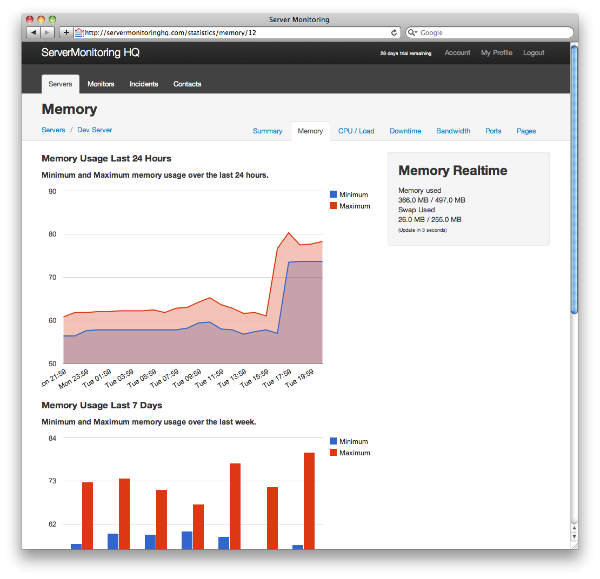 Server Monitoring
http://servermonitoringhq.com/statistics/memory/12
Google
ServerMonitoring HQ
29 days trial remaining Account My Profile Logout
Servers Monitors Incidents Contacts
Memory
Servers / Dev Server
Summary Memory CPU / Load Downtime Bandwidth Ports Pages
Memory Usage Last 24 Hours
Minimum and Maximum memory usage over the last 24 hours.
90
80
70
60
50
Minimum
Maximum
on 21:59 Mon 23:59 Tue 01:59 Tue 03:59 Tue 05:59 Tue 07:59 Tue 09:59 Tue 11:59 Tue 13:59 Tue 15:59 Tue 17:59 Tue 19:59
Memory Realtime
Memory used
366.0 MB / 497.0 MB
Swap Used
26.0 MB / 255.0 MB
(Update in 5 seconds)
Memory Usage Last 7 Days
Minimum and Maximum memory usage over the last week.
84
73
62
Minimum
Maximum